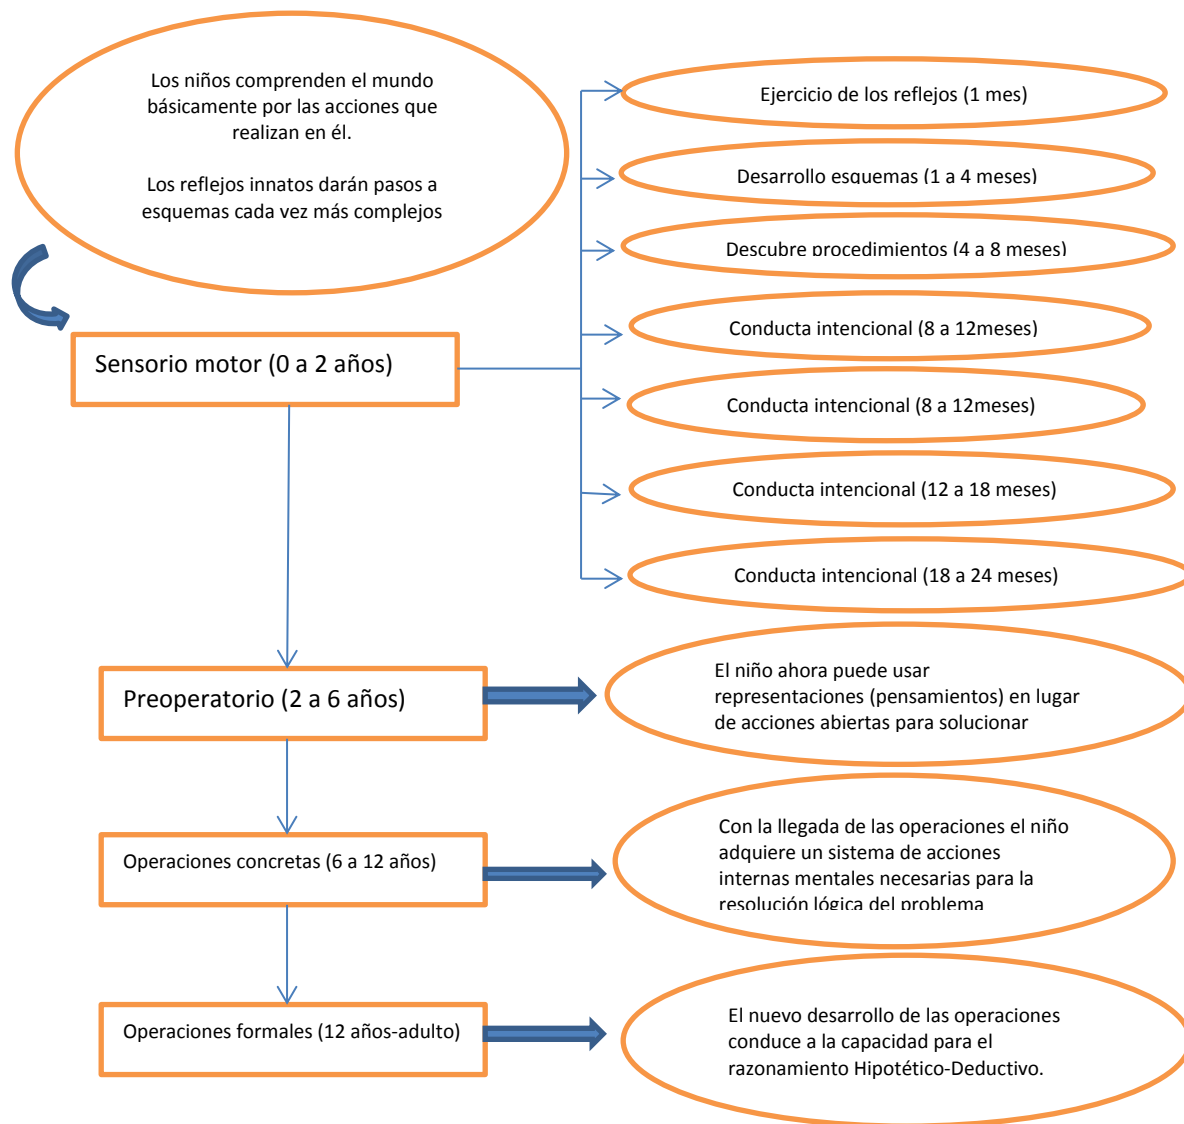 Los niños comprenden el mundo
básicamente por las acciones que
realizan en él.
Los reflejos innatos darán pasos a
esquemas cada vez más complejos
Ejercicio de los reflejos (1 mes)
Desarrollo esquemas (1 a 4 meses)
Descubre procedimientos (4 a 8 meses)
Conducta intencional (8 a 12meses)
Sensorio motor (0 a 2 años)
Conducta intencional (8 a 12meses)
Conducta intencional (12 a 18 meses)
Conducta intencional (18 a 24 meses)
Preoperatorio (2 a 6 años)
El niño ahora puede usar
representaciones (pensamientos) en lugar
de acciones abiertas para solucionar
Operaciones concretas (6 a 12 años)
Con la llegada de las operaciones el niño
adquiere un sistema de acciones
internas mentales necesarias para la
resolución lógica del problema
Operaciones formales (12 años-adulto)
El nuevo desarrollo de las operaciones
conduce a la capacidad para el
razonamiento Hipotético-Deductivo.